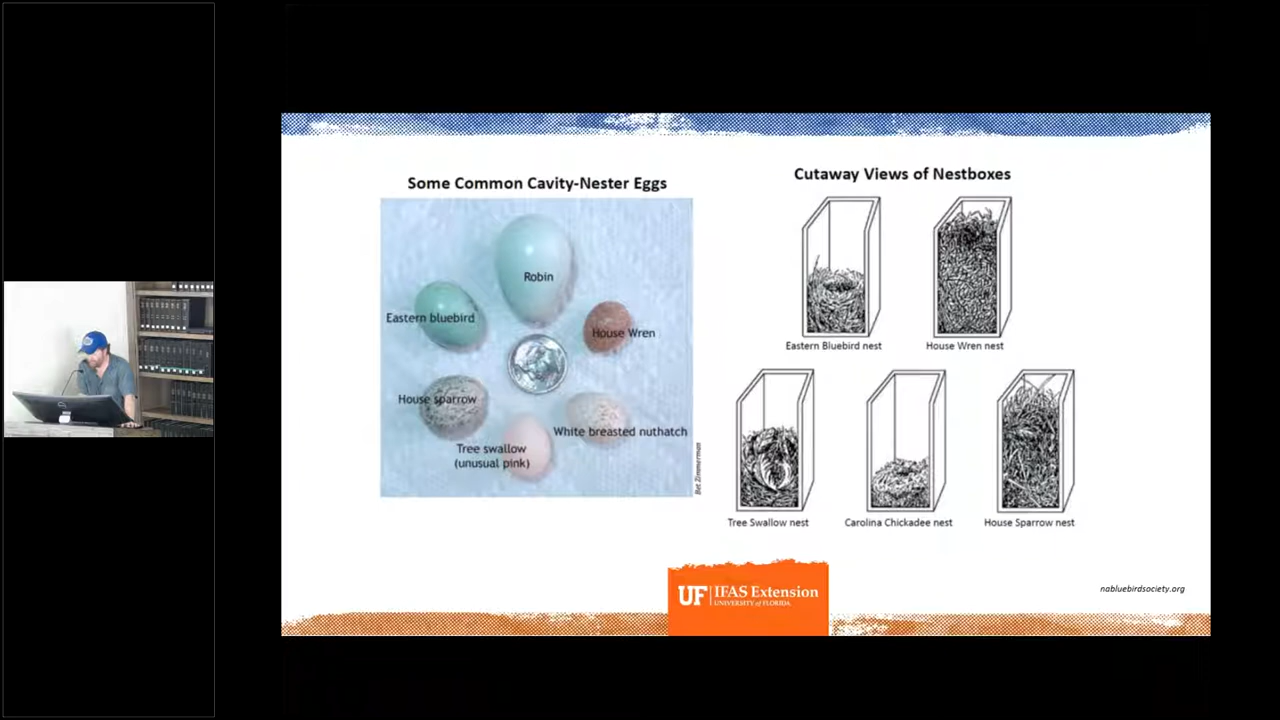 Some Common Cavity-Nester Eggs
Robin
Eastern bluebird
House Wren
House sparrow
White breasted nuthatch
Tree swallow
(unusual pink)
Bet Zimmerman
Cutaway Views of Nestboxes
Eastern Bluebird nest
House Wren nest
Tree Swallow nest
Carolina Chickadee nest
House Sparrow nest
UF IFAS Extension
UNIVERSITY of FLORIDA
nabluebirdsociety.org